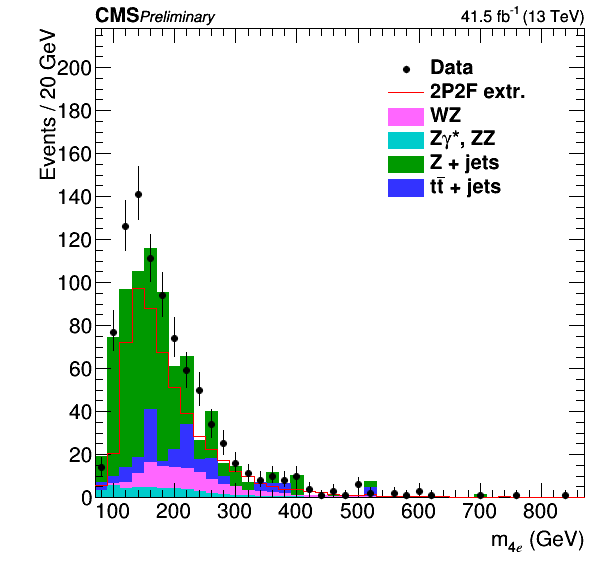 CMS Preliminary 41.5 fb⁻¹ (13 TeV)
Events / 20 GeV
200
180
160
140
120
100
80
60
40
20
0
Data
2P2F extr.
WZ
Zγ*, ZZ
Z + jets
tt̄ + jets
100 200 300 400 500 600 700 800
m₄ₑ (GeV)